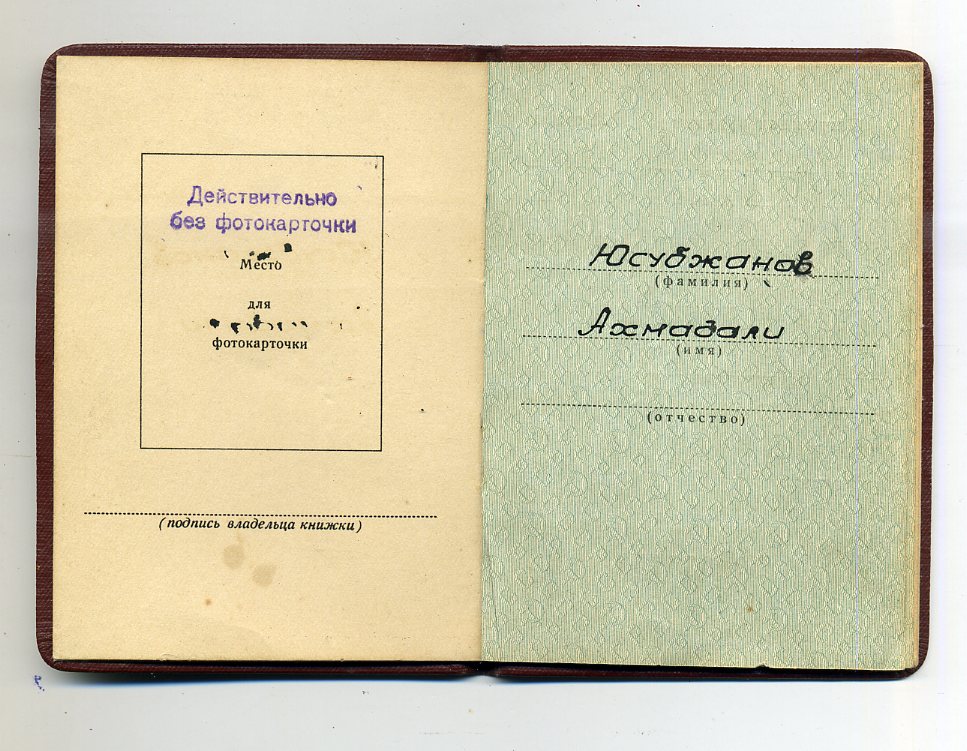 Действительно
без фотокарточки
Место
для
фотокарточки
(подпись владельца книжки)
Юсубжанов
(фамилия)
Ахмадали
(имя)
(отчество)